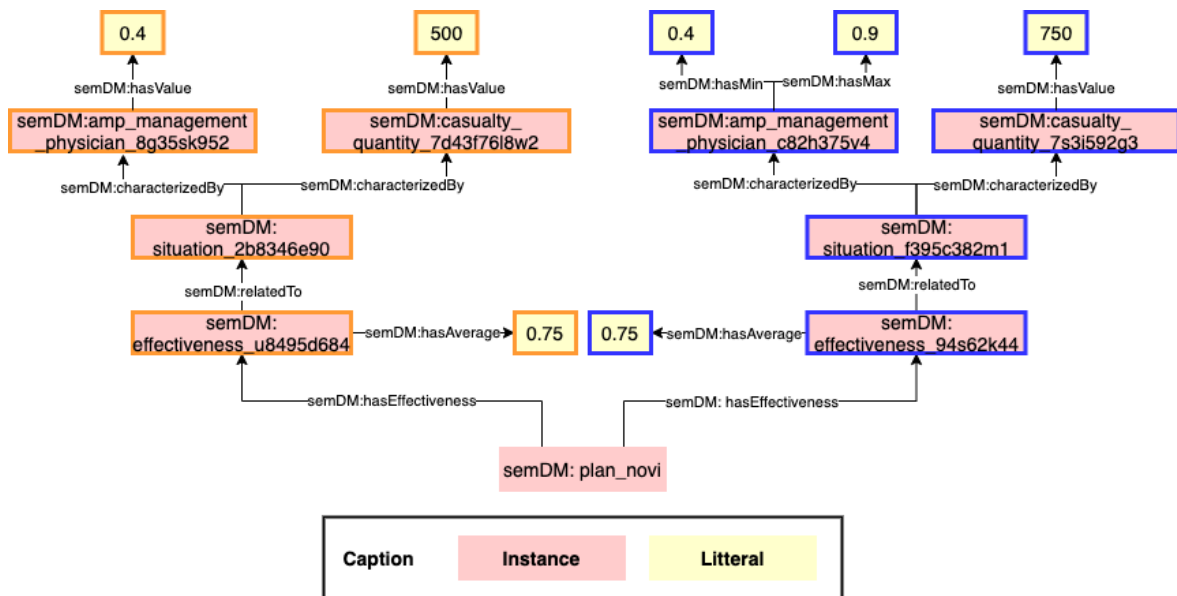 0.4
500
0.4
0.9
750
semDM:hasValue
semDM:hasValue
semDM:hasMin
semDM:hasMax
semDM:hasValue
semDM:amp_management
_physician_8g35sk952
semDM:casualty_
quantity_7d43f76l8w2
semDM:amp_management
_physician_c82h375v4
semDM:casualty_
quantity_7s3i592g3
semDM:characterizedBy
semDM:characterizedBy
semDM:characterizedBy
semDM:characterizedBy
semDM:
situation_2b8346e90
semDM:
situation_f395c382m1
semDM:relatedTo
semDM:relatedTo
semDM:
effectiveness_u8495d684
semDM:hasAverage
0.75
0.75
semDM:hasAverage
semDM:
effectiveness_94s62k44
semDM:hasEffectiveness
semDM: hasEffectiveness
semDM: plan_novi
Caption
Instance
Litteral